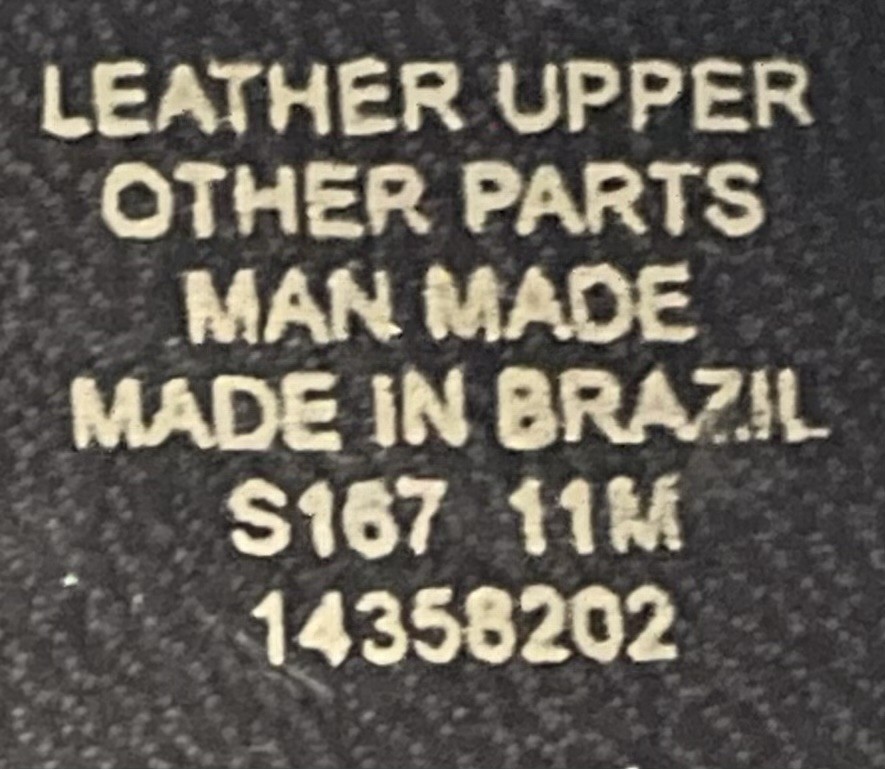 LEATHER UPPER
OTHER PARTS
MAN MADE
MADE IN BRAZIL
S167 11M
14358202